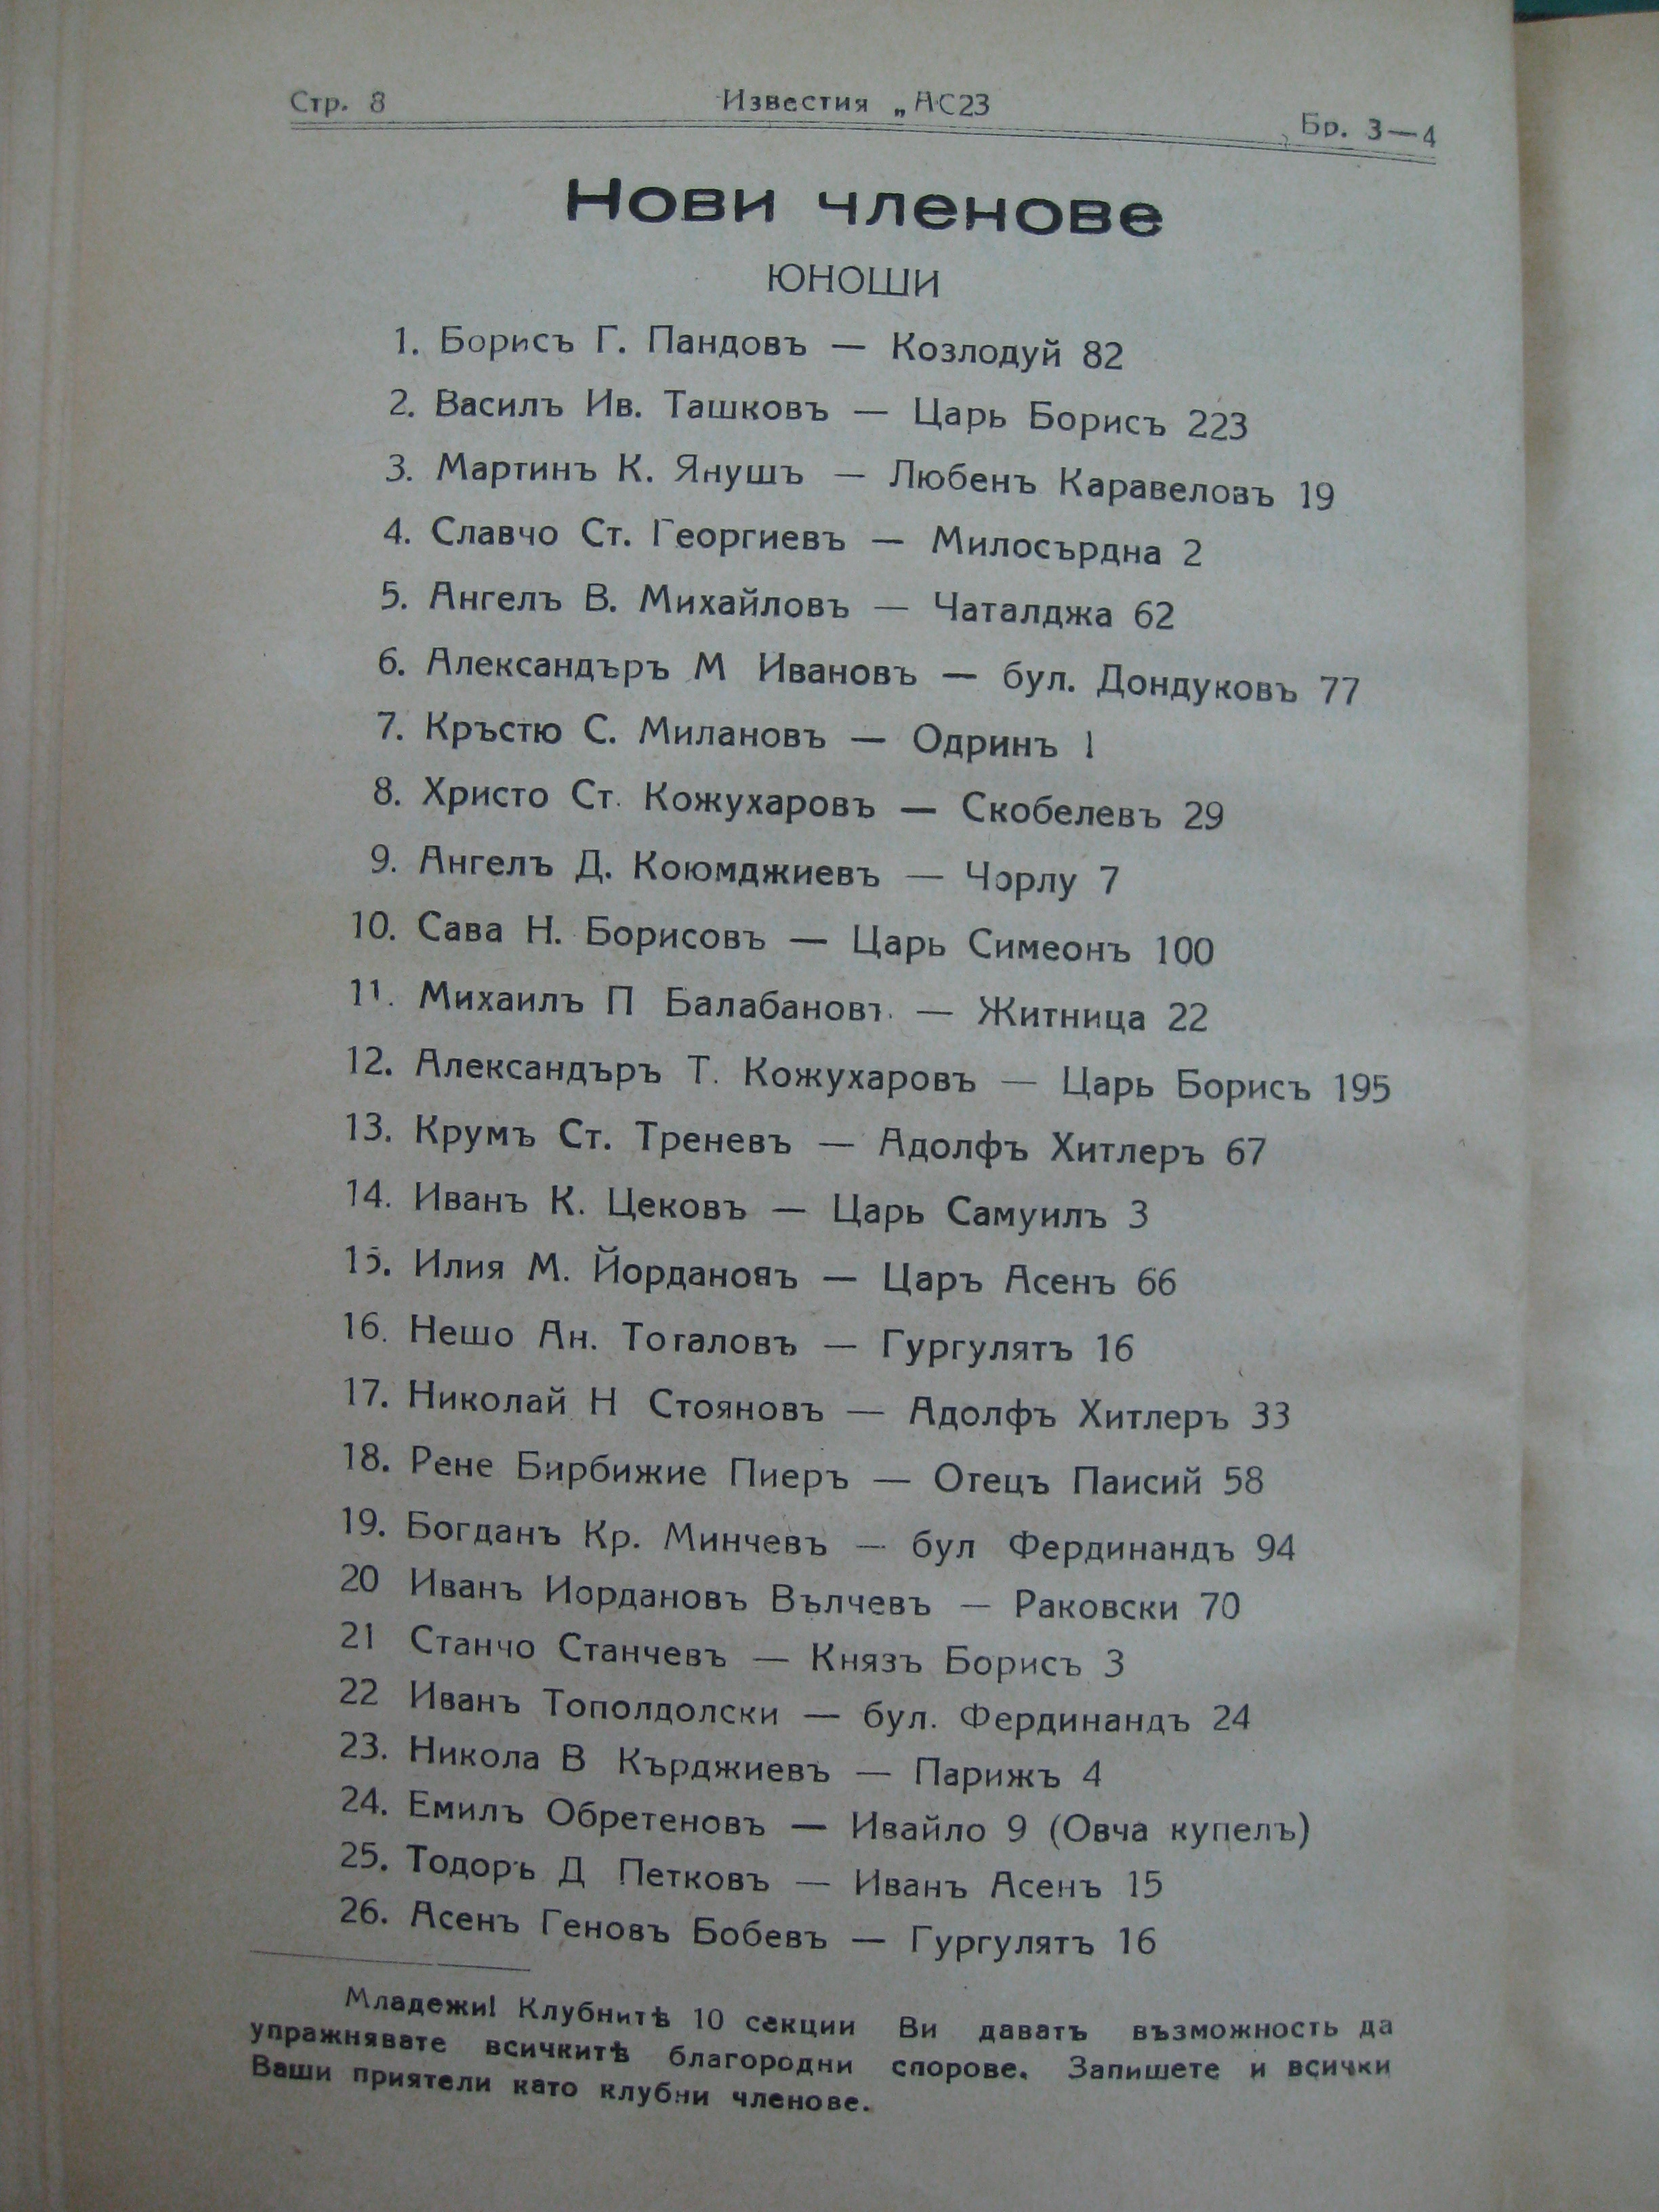 Стр. 8 Известия „АС23 Бр. 3—4
Нови членове
ЮНОШИ
1. Борисъ Г. Пандовъ — Козлодуй 82
2. Василъ Ив. Ташковъ — Царь Борисъ 223
3. Мартинъ К. Янушъ — Любенъ Каравеловъ 19
4. Славчо Ст. Георгиевъ — Милосърдна 2
5. Ангелъ В. Михайловъ — Чаталджа 62
6. Александъръ М Ивановъ — бул. Дондуковъ 77
7. Кръстю С. Милановъ — Одринъ 1
8. Христо Ст. Кожухаровъ — Скобелевъ 29
9. Ангелъ Д. Коюмджиевъ — Чорлу 7
10. Сава Н. Борисовъ — Царь Симеонъ 100
11. Михаилъ П Балабановъ. — Житница 22
12. Александъръ Т. Кожухаровъ — Царь Борисъ 195
13. Крумъ Ст. Треневъ — Адолфъ Хитлеръ 67
14. Иванъ К. Цековъ — Царь Самуилъ 3
15. Илия М. Йордановъ — Царъ Асенъ 66
16. Нешо Ан. Тогаловъ — Гургулятъ 16
17. Николай Н Стояновъ — Адолфъ Хитлеръ 33
18. Рене Бирбижие Пиеръ — Отецъ Паисий 58
19. Богданъ Кр. Минчевъ — бул Фердинандъ 94
20 Иванъ Иордановъ Вълчевъ — Раковски 70
21 Станчо Станчевъ — Князъ Борисъ 3
22 Иванъ Тополдолски — бул. Фердинандъ 24
23. Никола В Кърджиевъ — Парижъ 4
24. Емилъ Обретеновъ — Ивайло 9 (Овча купелъ)
25. Тодоръ Д Петковъ — Иванъ Асенъ 15
26. Асенъ Геновъ Бобевъ — Гургулятъ 16
Младежи! Клубнитѣ 10 секции Ви даватъ възможность да
упражнявате всичкитѣ благородни спорове. Запишете и всички
Ваши приятели като клубни членове.